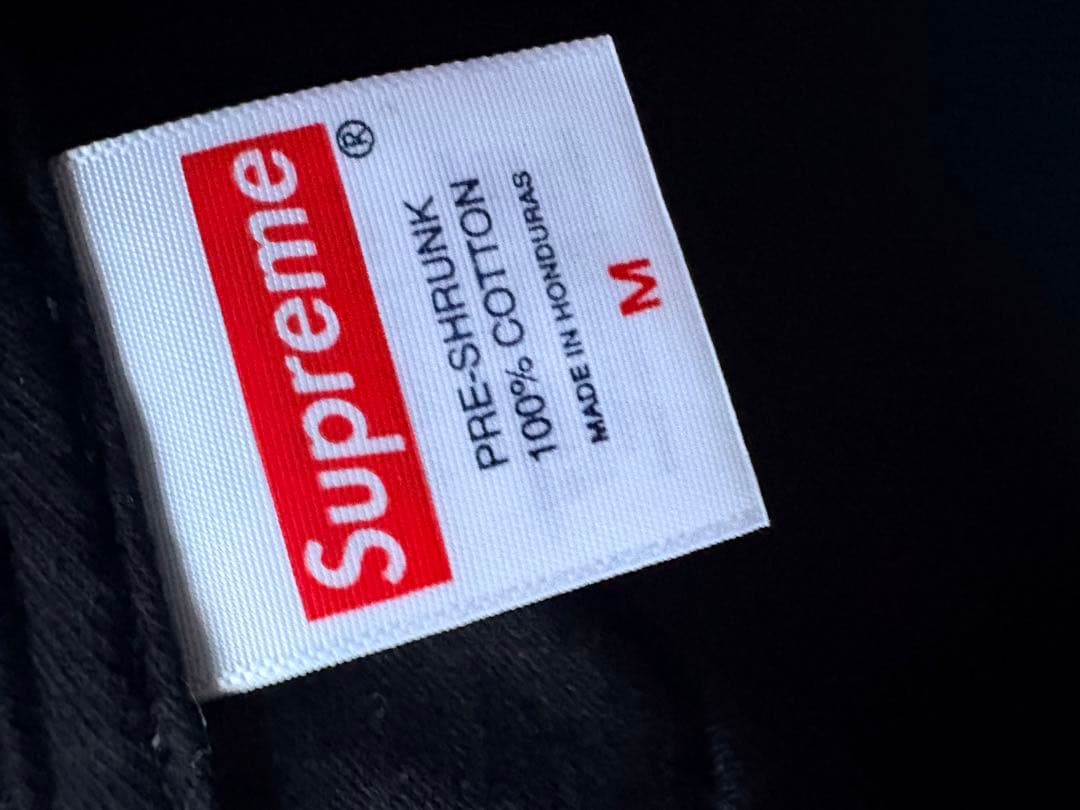 Supreme®
PRE-SHRUNK
100% COTTON
MADE IN HONDURAS
M